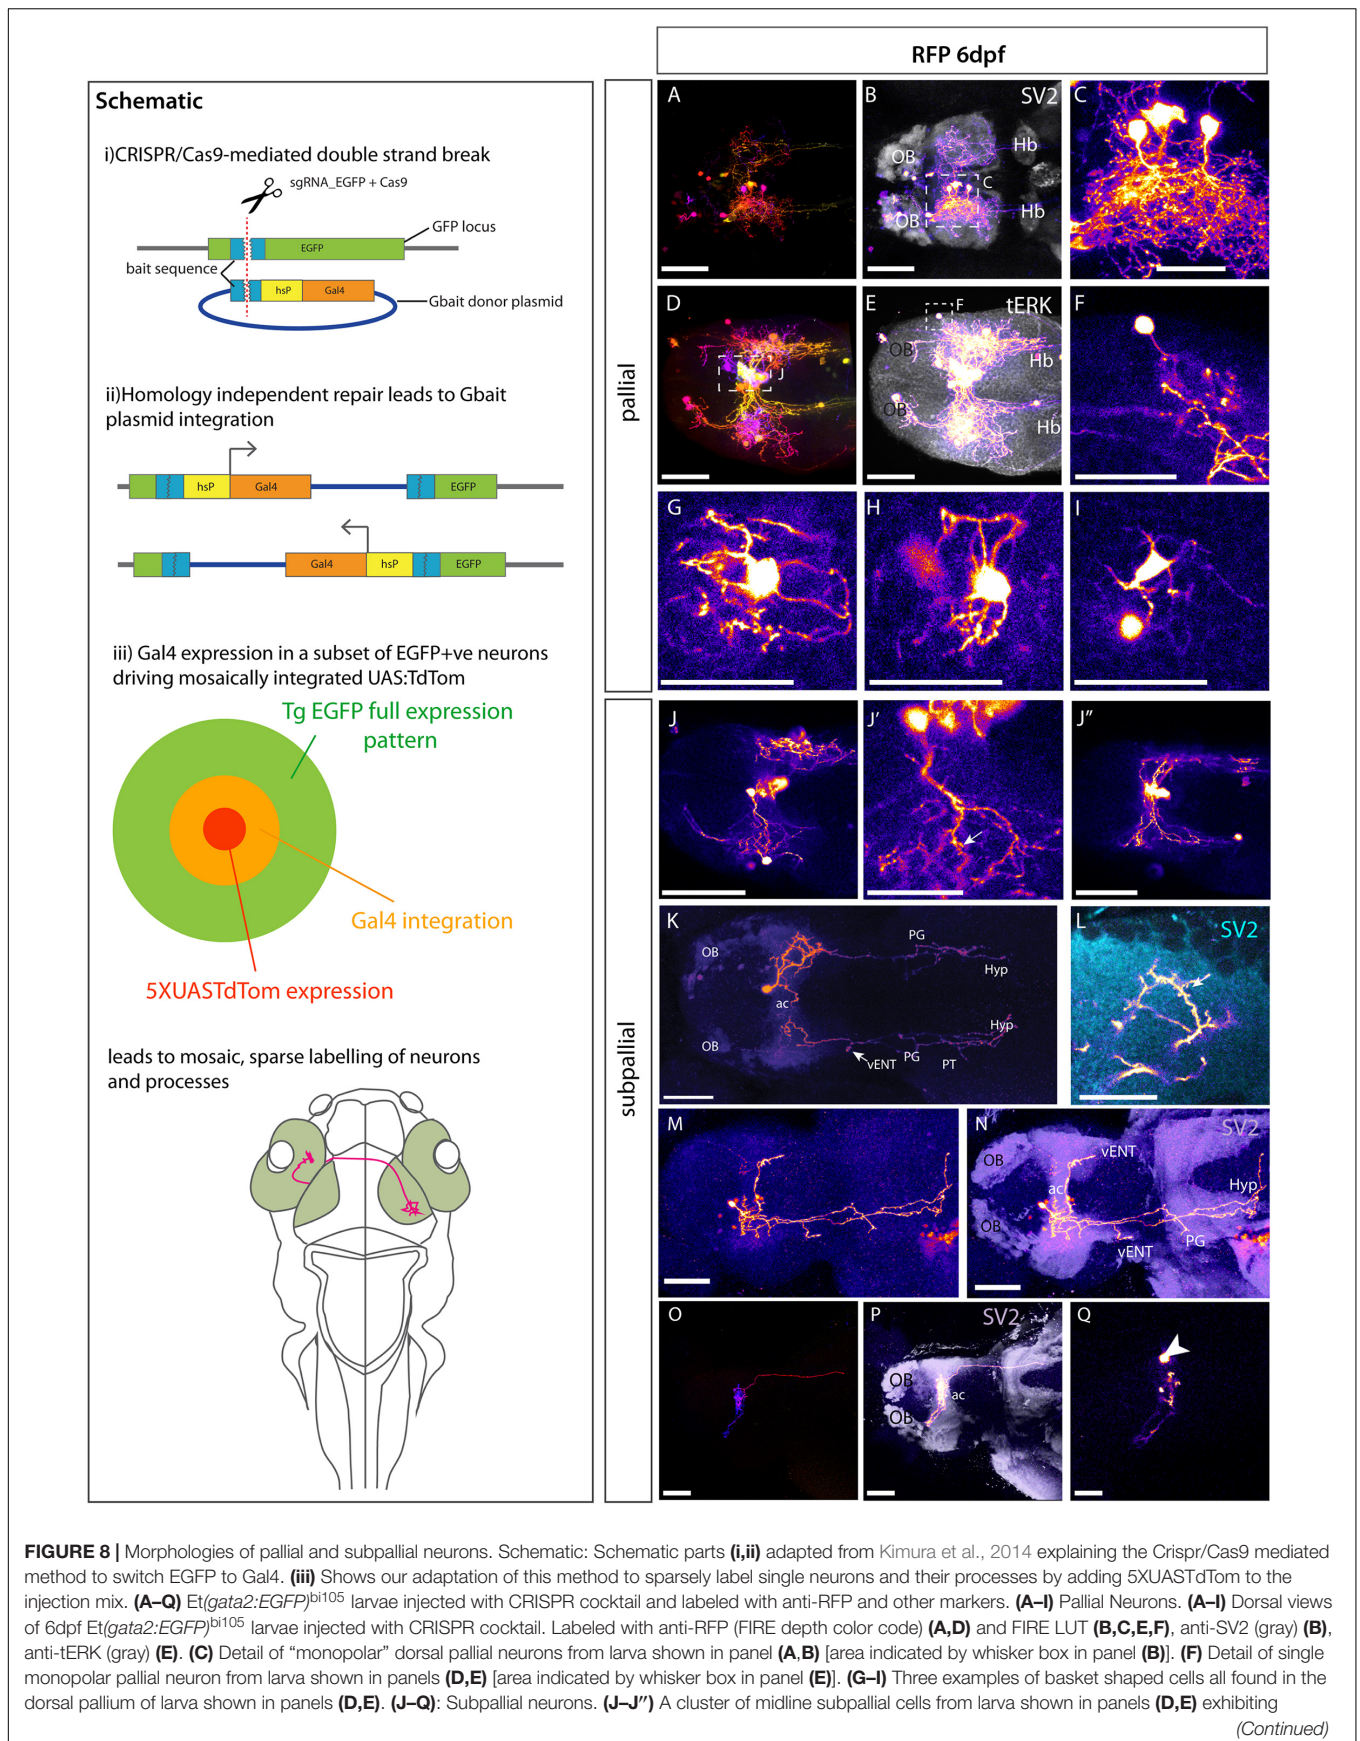 RFP 6dpf
Schematic
i)CRISPR/Cas9-mediated double strand break
sgRNA_EGFP + Cas9
GFP locus
EGFP
bait sequence
hsP
Gal4
Gbait donor plasmid
ii)Homology independent repair leads to Gbait
plasmid integration
hsP
Gal4
EGFP
Gal4
hsP
EGFP
iii) Gal4 expression in a subset of EGFP+ve neurons
driving mosaically integrated UAS:TdTom
Tg EGFP full expression
pattern
Gal4 integration
5XUASTdTom expression
leads to mosaic, sparse labelling of neurons
and processes
pallial
A
B
SV2
OB
OB
Hb
Hb
C
C
D
J
E
F
tERK
OB
OB
Hb
Hb
F
G
H
I
subpallial
J
J'
J''
K
OB
OB
ac
PG
Hyp
Hyp
vENT
PG
PT
L
SV2
M
N
SV2
OB
OB
ac
vENT
vENT
Hyp
PG
O
P
SV2
OB
OB
ac
Q
FIGURE 8 | Morphologies of pallial and subpallial neurons. Schematic: Schematic parts (i,ii) adapted from Kimura et al., 2014 explaining the Crispr/Cas9 mediated
method to switch EGFP to Gal4. (iii) Shows our adaptation of this method to sparsely label single neurons and their processes by adding 5XUASTdTom to the
injection mix. (A–Q) Et(gata2:EGFP)bi105 larvae injected with CRISPR cocktail and labeled with anti-RFP and other markers. (A–I) Pallial Neurons. (A–I) Dorsal views
of 6dpf Et(gata2:EGFP)bi105 larvae injected with CRISPR cocktail. Labeled with anti-RFP (FIRE depth color code) (A,D) and FIRE LUT (B,C,E,F), anti-SV2 (gray) (B),
anti-tERK (gray) (E). (C) Detail of “monopolar” dorsal pallial neurons from larva shown in panel (A,B) [area indicated by whisker box in panel (B)]. (F) Detail of single
monopolar pallial neuron from larva shown in panels (D,E) [area indicated by whisker box in panel (E)]. (G–I) Three examples of basket shaped cells all found in the
dorsal pallium of larva shown in panels (D,E). (J–Q): Subpallial neurons. (J–J′′) A cluster of midline subpallial cells from larva shown in panels (D,E) exhibiting
(Continued)